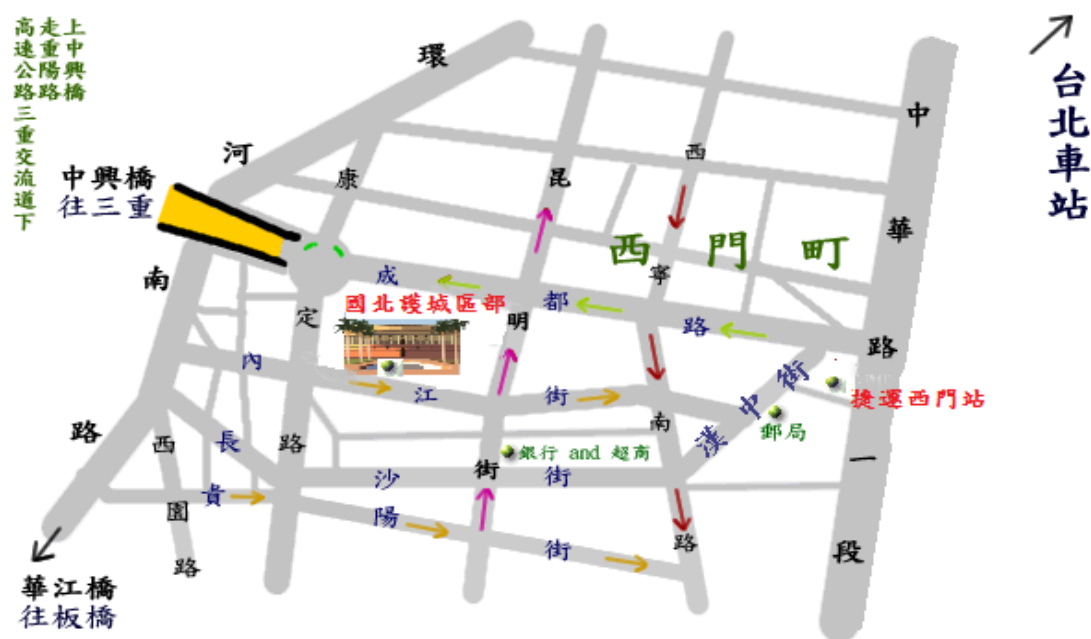 高速公路三重交流道下
走重陽路
上中興橋
台北車站
環河南路
中興橋
往三重
康定路
昆明街
西寧南路
中華路一段
西門町
成都路
國北護城區部
內江街
漢中街
捷運西門站
郵局
銀行 and 超商
長沙街
貴陽街
西園路
華江橋
往板橋